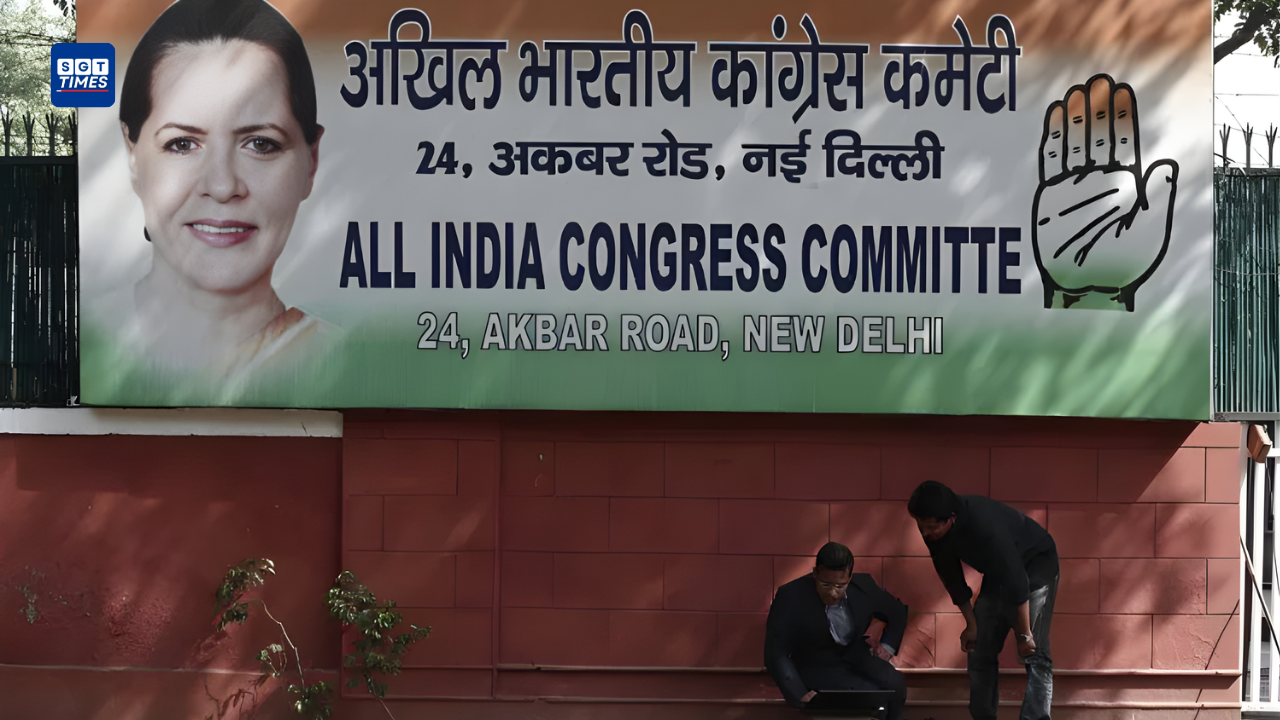 SGT
TIMES
अखिल भारतीय कांग्रेस कमेटी
24, अकबर रोड, नई दिल्ली
ALL INDIA CONGRESS COMMITTE
24, AKBAR ROAD, NEW DELHI